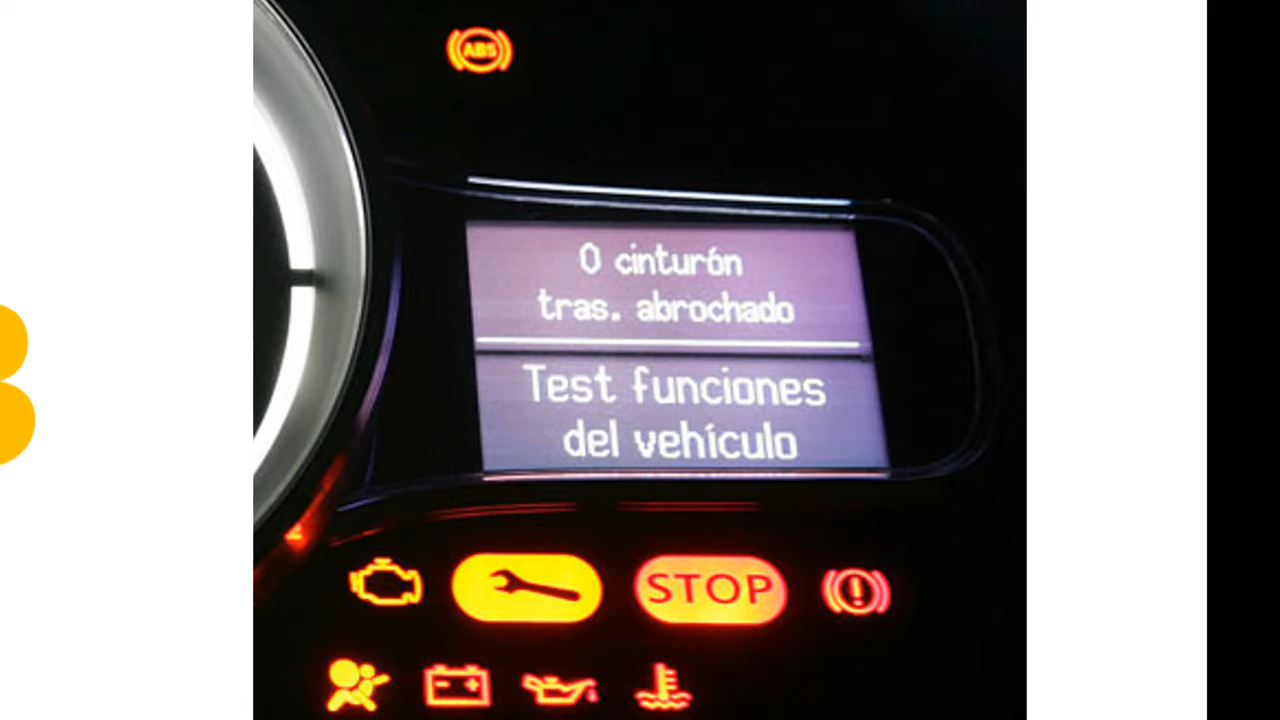 ABS
0 cinturón
tras. abrochado
Test funciones
del vehículo
STOP